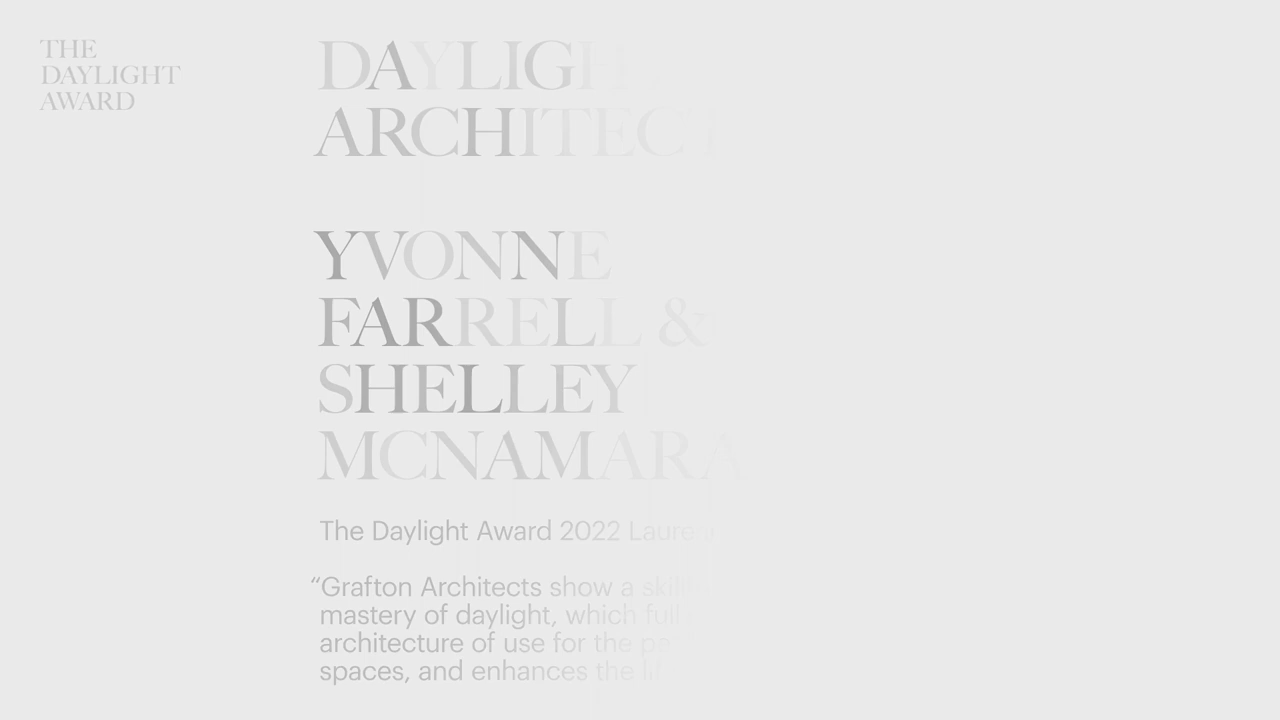 THE
DAYLIGHT
AWARD
DAYLIGH
ARCHITECT
YVONNE
FARRELL &
SHELLEY
MCNAMARA
The Daylight Award 2022
“Grafton Architects show a
mastery of daylight, which
architecture of use for the
spaces, and enhances the